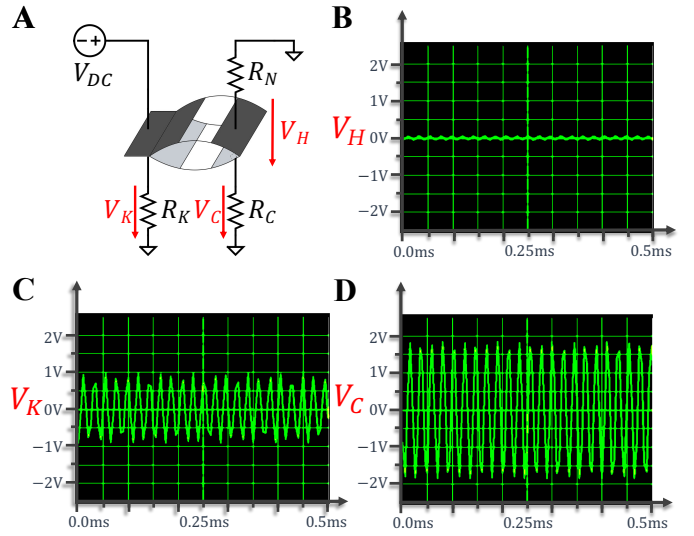 A
− +
V_DC
R_N
V_H
V_K
R_K
V_C
R_C
B
V_H
2V
1V
0V
−1V
−2V
0.0ms
0.25ms
0.5ms
C
V_K
2V
1V
0V
−1V
−2V
0.0ms
0.25ms
0.5ms
D
V_C
2V
1V
0V
−1V
−2V
0.0ms
0.25ms
0.5ms